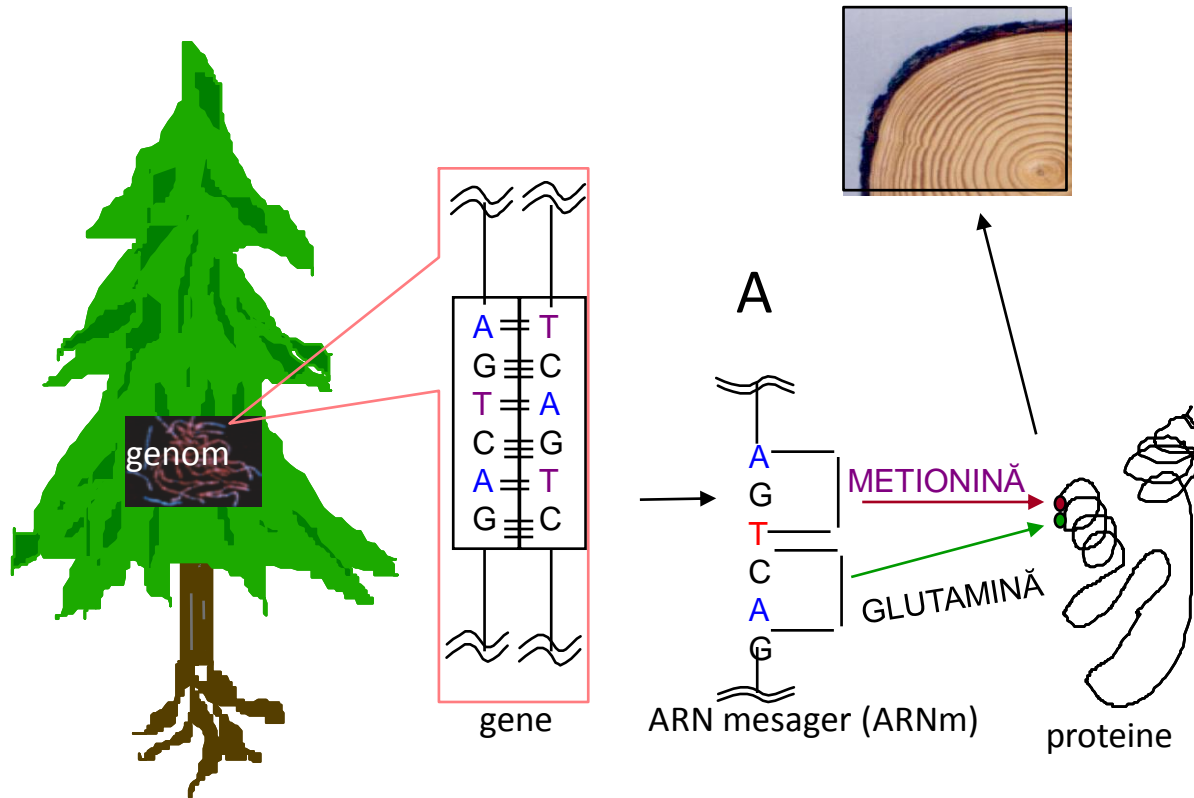 genom
A T
G C
T A
C G
A T
G C
gene
A
A
G
T
C
A
G
METIONINĂ
GLUTAMINĂ
ARN mesager (ARNm)
proteine